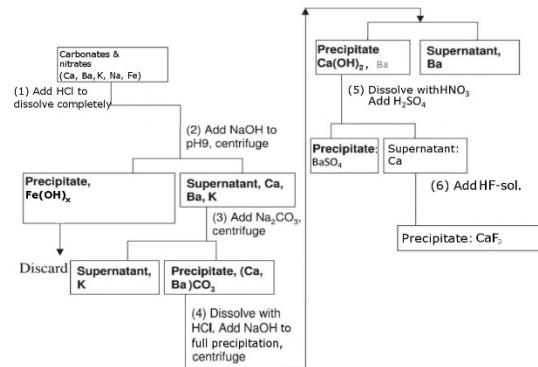 Carbonates &
nitrates
(Ca, Ba, K, Na, Fe)
(1) Add HCl to
dissolve completely
(2) Add NaOH to
pH9, centrifuge
Precipitate,
Fe(OH)ₓ
Supernatant, Ca,
Ba, K
(3) Add Na₂CO₃,
centrifuge
Discard
Supernatant,
K
Precipitate, (Ca,
Ba)CO₃
(4) Dissolve with
HCl, Add NaOH to
full precipitation,
centrifuge
Precipitate
Ca(OH)₂, Ba
Supernatant,
Ba
(5) Dissolve with HNO₃
Add H₂SO₄
Precipitate:
BaSO₄
Supernatant:
Ca
(6) Add HF-sol.
Precipitate: CaF₂